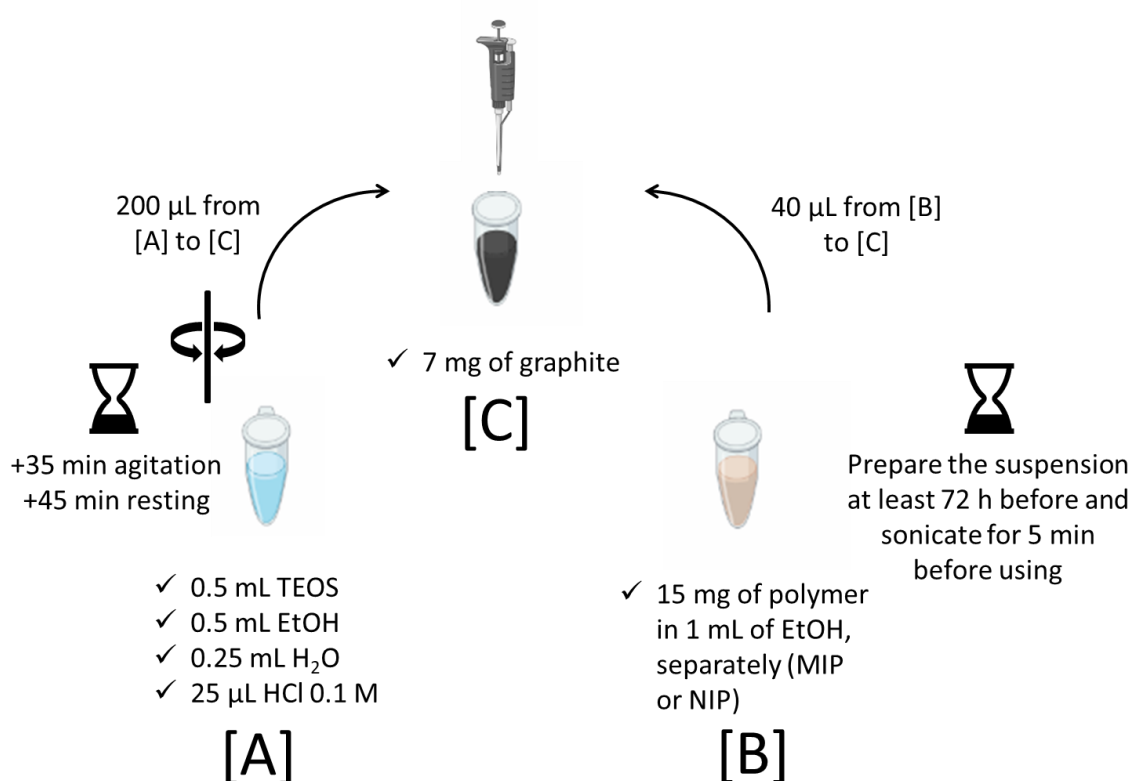 200 µL from
[A] to [C]
40 µL from [B]
to [C]
✓ 7 mg of graphite
[C]
+35 min agitation
+45 min resting
Prepare the suspension
at least 72 h before and
sonicate for 5 min
before using
✓ 0.5 mL TEOS
✓ 0.5 mL EtOH
✓ 0.25 mL H₂O
✓ 25 µL HCl 0.1 M
[A]
✓ 15 mg of polymer
in 1 mL of EtOH,
separately (MIP
or NIP)
[B]